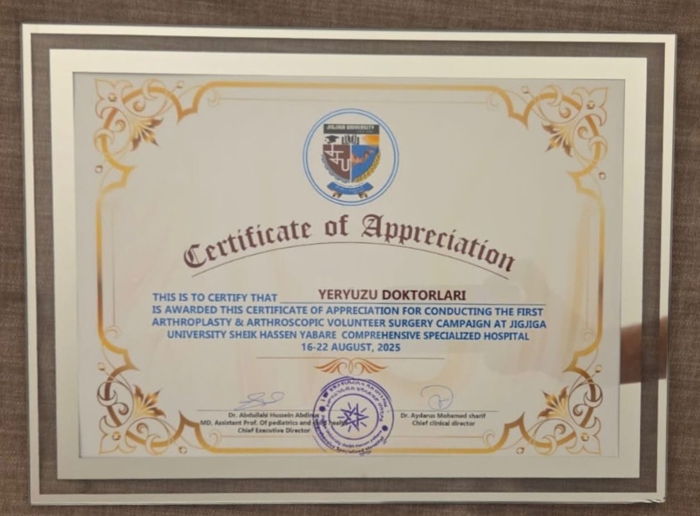 JIGJIGA UNIVERSITY
Certificate of Appreciation
THIS IS TO CERTIFY THAT YERYUZU DOKTORLARI
IS AWARDED THIS CERTIFICATE OF APPRECIATION FOR CONDUCTING THE FIRST
ARTHROPLASTY & ARTHROSCOPIC VOLUNTEER SURGERY CAMPAIGN AT JIGJIGA
UNIVERSITY SHEIK HASSEN YABARE COMPREHENSIVE SPECIALIZED HOSPITAL
16-22 AUGUST, 2025
Dr. Abdullahi Hussein
MD, Assistant Prof. Of pediatrics and
Chief Executive Director
Dr. Aydarus Mohamed sharif
Chief clinical director